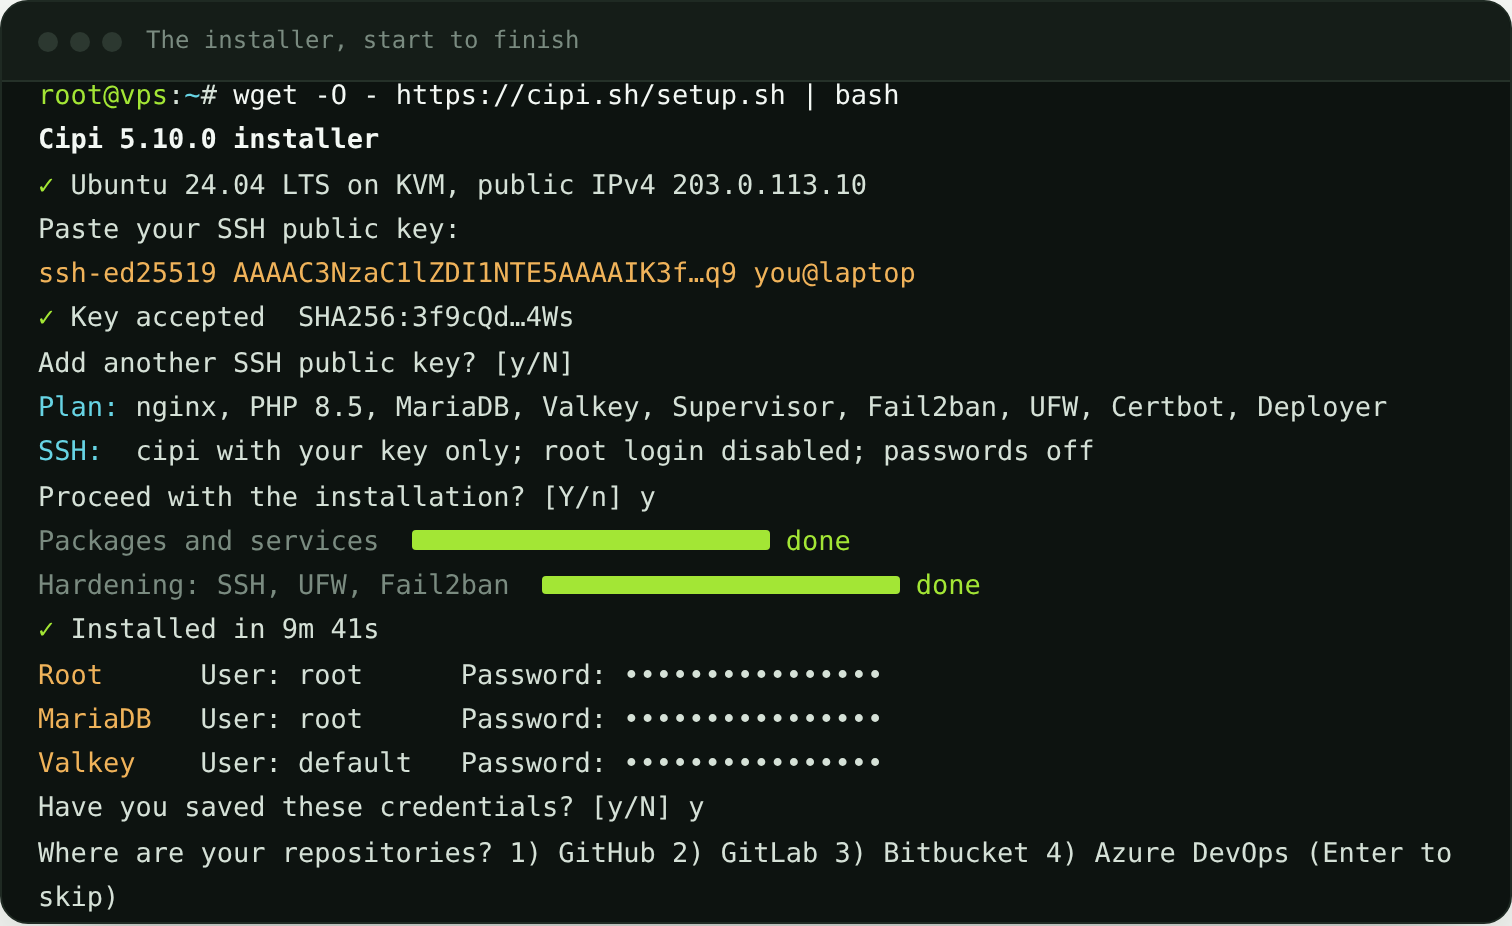 The installer, start to finish
root@vps:~# wget -O - https://cipi.sh/setup.sh | bash
Cipi 5.10.0 installer
✓ Ubuntu 24.04 LTS on KVM, public IPv4 203.0.113.10
Paste your SSH public key:
ssh-ed25519 AAAAC3NzaC1lZDI1NTE5AAAAIK3f…q9 you@laptop
✓ Key accepted  SHA256:3f9cQd…4Ws
Add another SSH public key? [y/N]
Plan: nginx, PHP 8.5, MariaDB, Valkey, Supervisor, Fail2ban, UFW, Certbot, Deployer
SSH:  cipi with your key only; root login disabled; passwords off
Proceed with the installation? [Y/n] y
Packages and services  done
Hardening: SSH, UFW, Fail2ban  done
✓ Installed in 9m 41s
Root      User: root      Password: ••••••••••••••••
MariaDB   User: root      Password: ••••••••••••••••
Valkey    User: default   Password: ••••••••••••••••
Have you saved these credentials? [y/N] y
Where are your repositories? 1) GitHub 2) GitLab 3) Bitbucket 4) Azure DevOps (Enter to
skip)